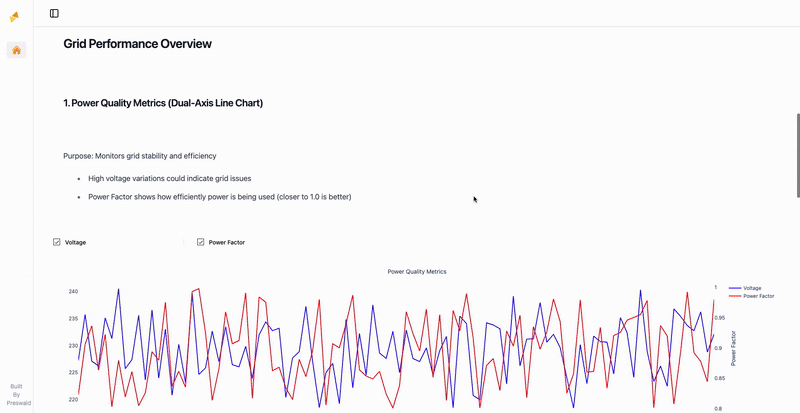 Grid Performance Overview
1. Power Quality Metrics (Dual-Axis Line Chart)
Purpose: Monitors grid stability and efficiency
• High voltage variations could indicate grid issues
• Power Factor shows how efficiently power is being used (closer to 1.0 is better)
Voltage
Power Factor
Power Quality Metrics
240
235
230
225
220
1
0.95
0.9
0.85
0.8
Power Factor
Voltage
Power Factor
Built
By
Preswald